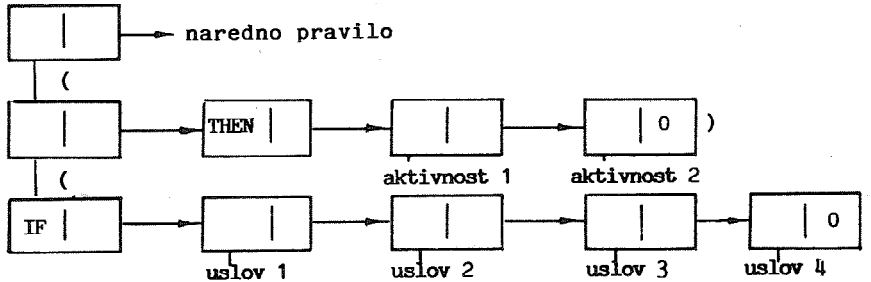 naredno pravilo
(
THEN 0 )
aktivnost 1 aktivnost 2
(
IF 0
uslov 1 uslov 2 uslov 3 uslov 4